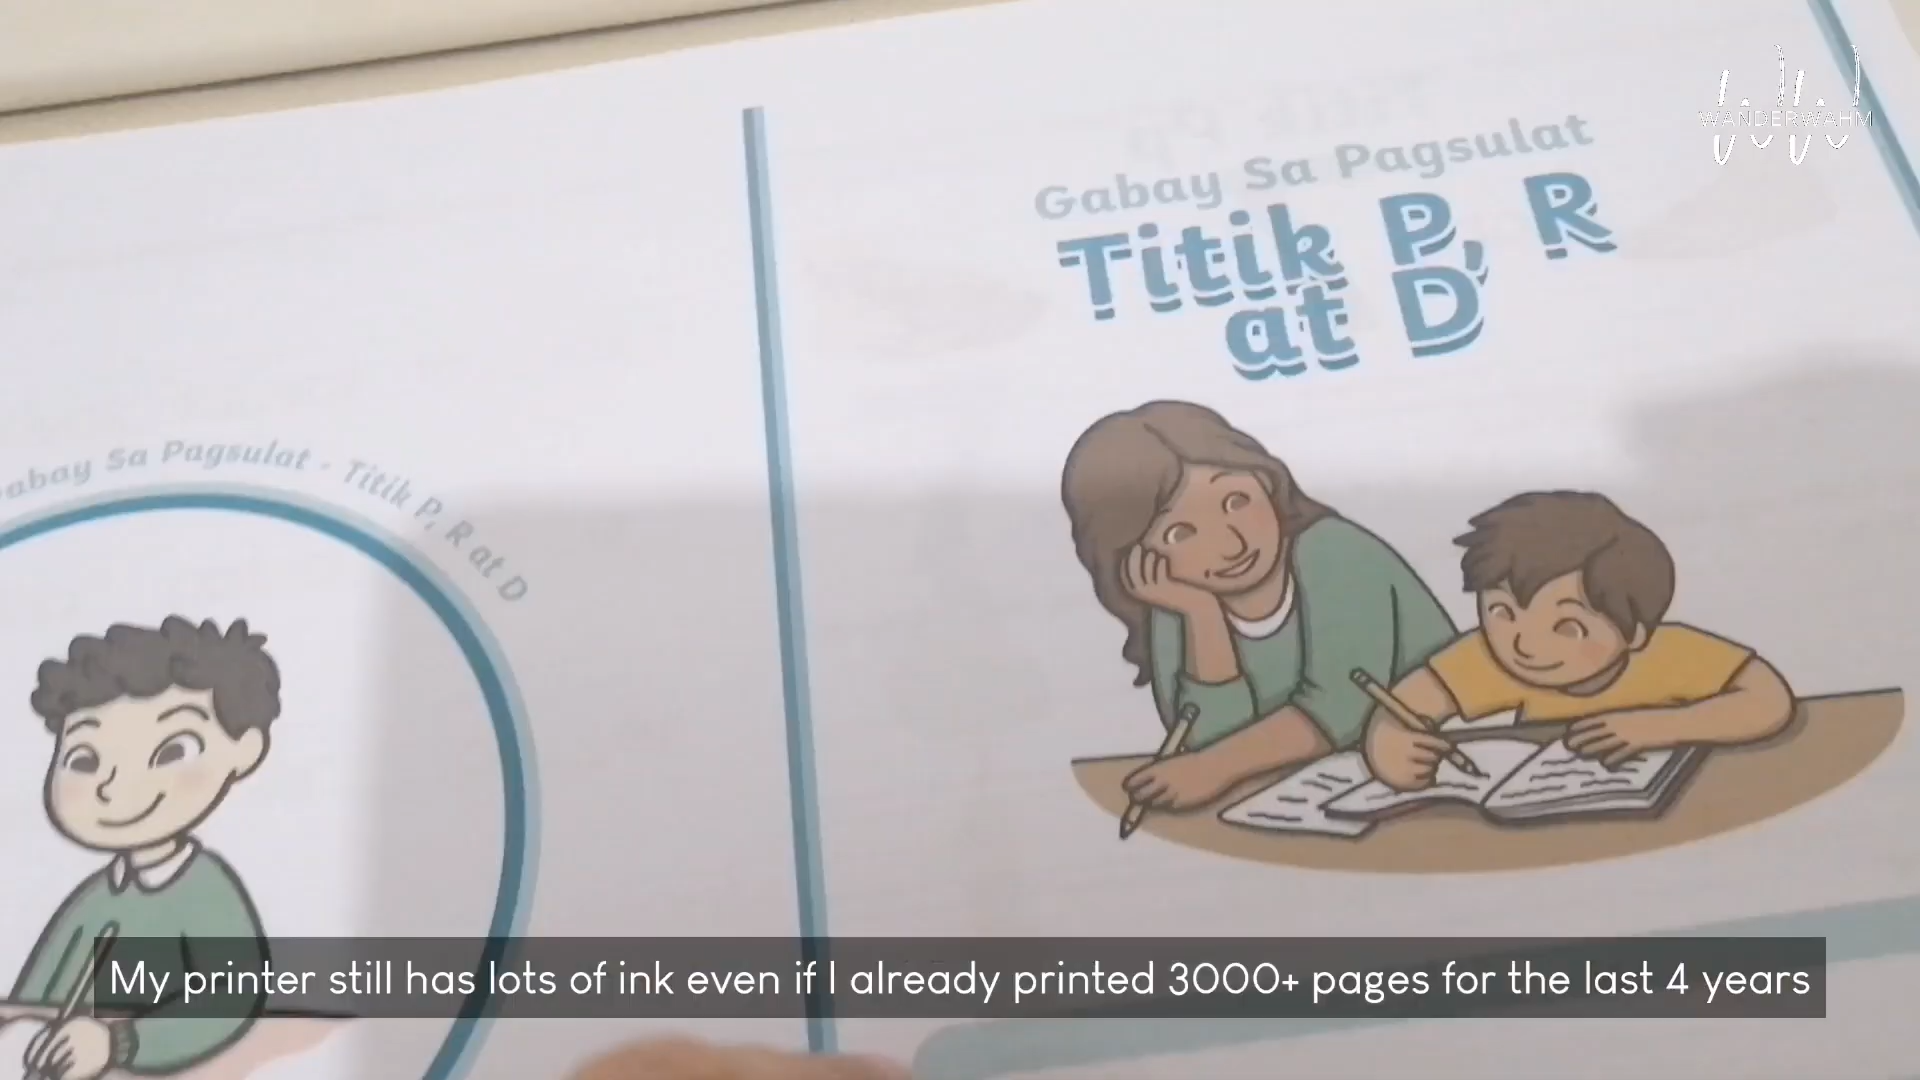 WANDERWAHM
Gabay Sa Pagsulat
Titik P, R
at D
abay Sa Pagsulat - Titik P, R at D
My printer still has lots of ink even if I already printed 3000+ pages for the last 4 years